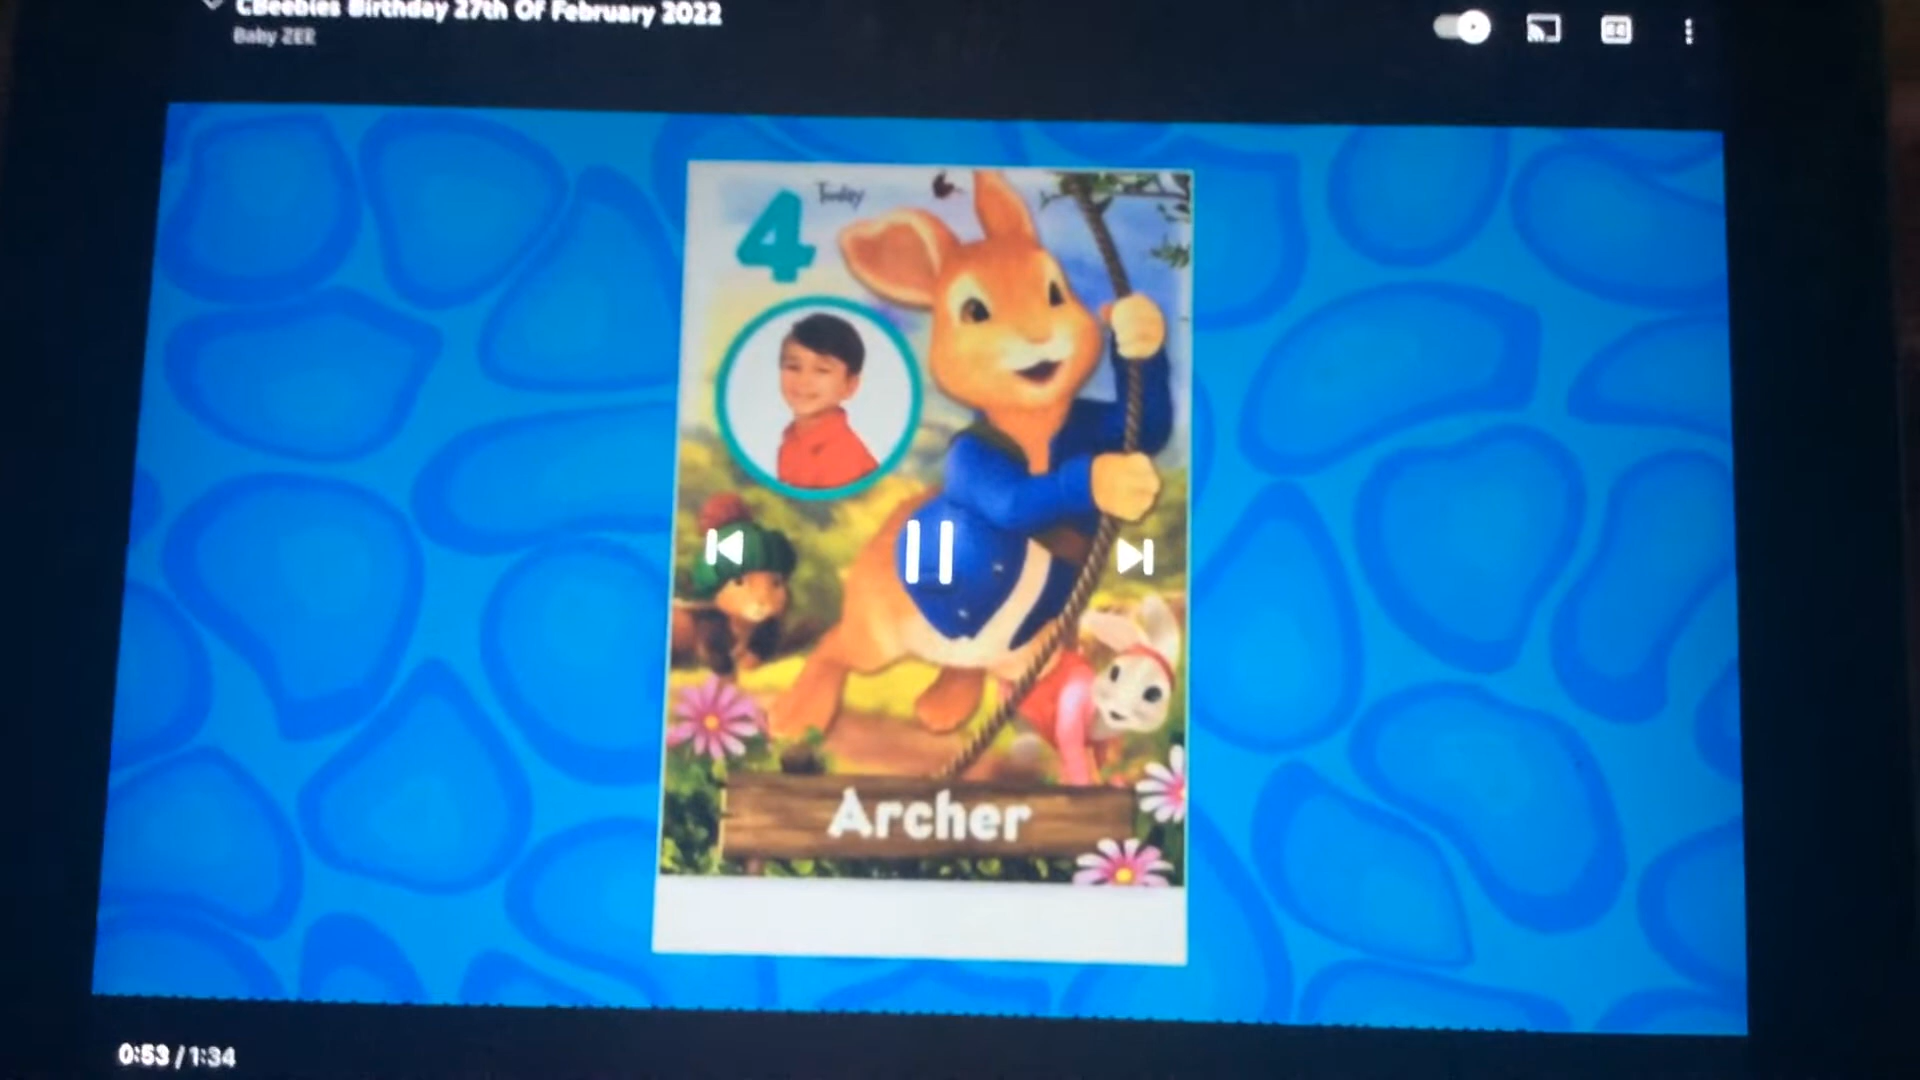 CBeebies Birthday 27th Of February 2022
Baby ZEE
4 Today
Archer
0:53 / 1:34